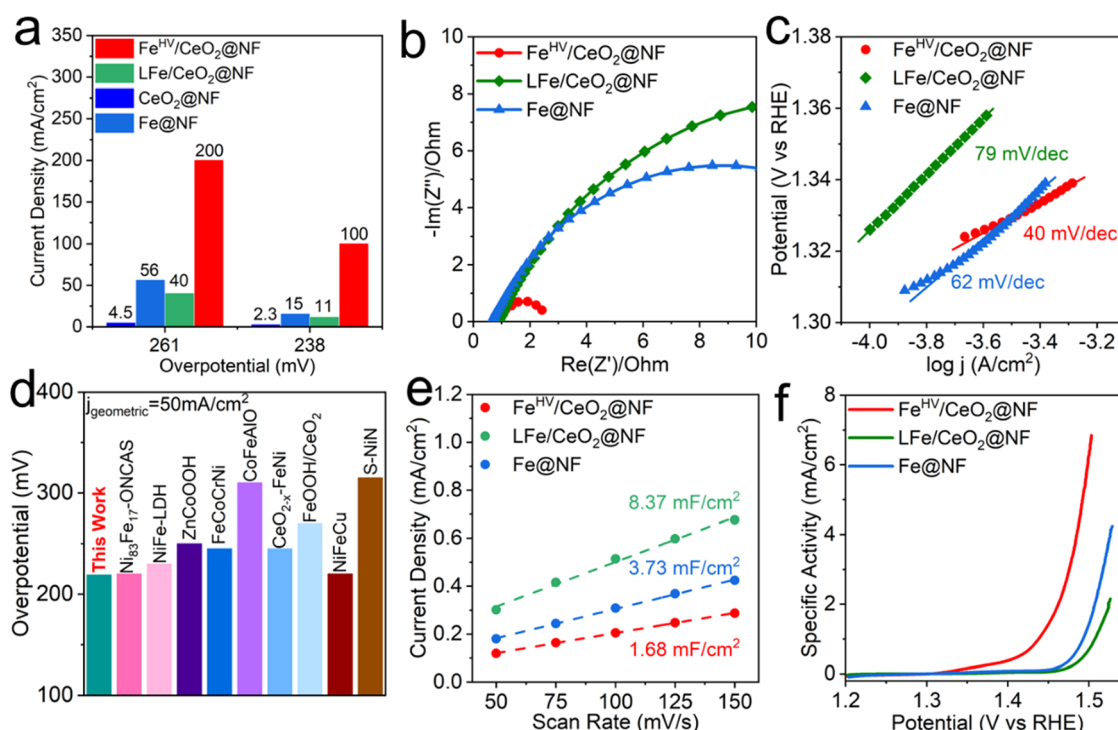 a
350
300
250
200
150
100
50
0
Current Density (mA/cm²)
Fe^HV/CeO₂@NF
LFe/CeO₂@NF
CeO₂@NF
Fe@NF
4.5
56
40
200
2.3
15
11
100
261
238
Overpotential (mV)
b
10
8
6
4
2
0
-Im(Z'')/Ohm
Fe^HV/CeO₂@NF
LFe/CeO₂@NF
Fe@NF
0 2 4 6 8 10
Re(Z')/Ohm
c
1.38
1.36
1.34
1.32
1.30
Potential (V vs RHE)
Fe^HV/CeO₂@NF
LFe/CeO₂@NF
Fe@NF
79 mV/dec
40 mV/dec
62 mV/dec
-4.0 -3.8 -3.6 -3.4 -3.2
log j (A/cm²)
d
400
300
200
100
Overpotential (mV)
j_geometric=50mA/cm²
This Work
Ni₈₃Fe₁₇-ONCAS
NiFe-LDH
ZnCoOOH
FeCoCrNi
CoFeAlO
CeO₂₋ₓ-FeNi
FeOOH/CeO₂
NiFeCu
S-NiN
e
1.2
1.0
0.8
0.6
0.4
0.2
0.0
Current Density (mA/cm²)
Fe^HV/CeO₂@NF
LFe/CeO₂@NF
Fe@NF
8.37 mF/cm²
3.73 mF/cm²
1.68 mF/cm²
50 75 100 125 150
Scan Rate (mV/s)
f
8
6
4
2
0
Specific Activity (mA/cm²)
Fe^HV/CeO₂@NF
LFe/CeO₂@NF
Fe@NF
1.2 1.3 1.4 1.5
Potential (V vs RHE)